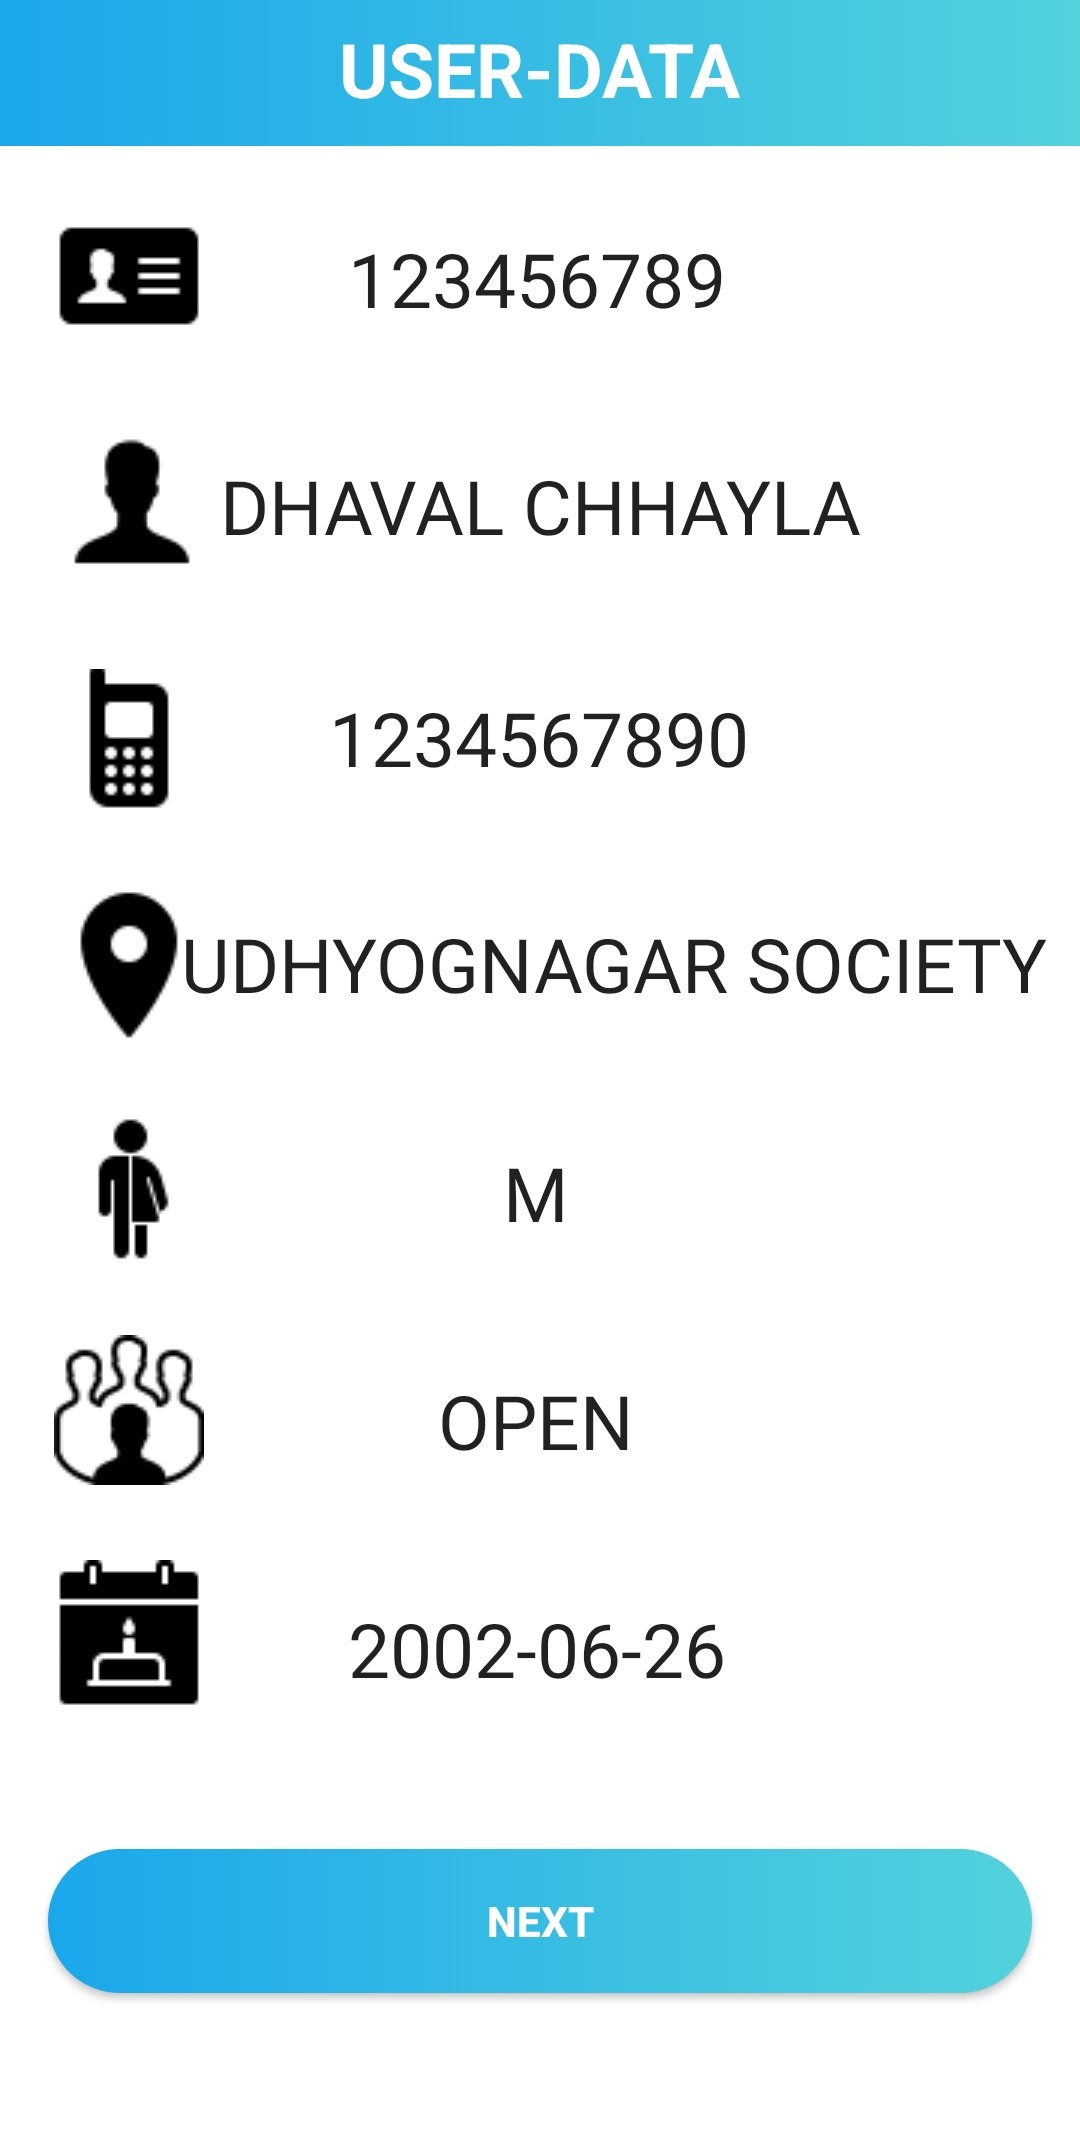 USER-DATA
123456789
DHAVAL CHHAYLA
1234567890
UDHYOGNAGAR SOCIETY
M
OPEN
2002-06-26
NEXT